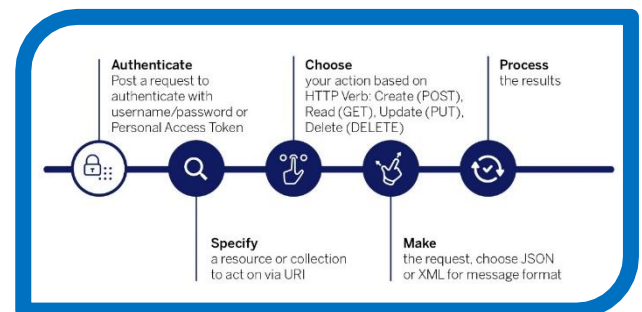 Authenticate
Post a request to
authenticate with
username/password or
Personal Access Token
Specify
a resource or collection
to act on via URI
Choose
your action based on
HTTP Verb: Create (POST),
Read (GET), Update (PUT),
Delete (DELETE)
Make
the request, choose JSON
or XML for message format
Process
the results